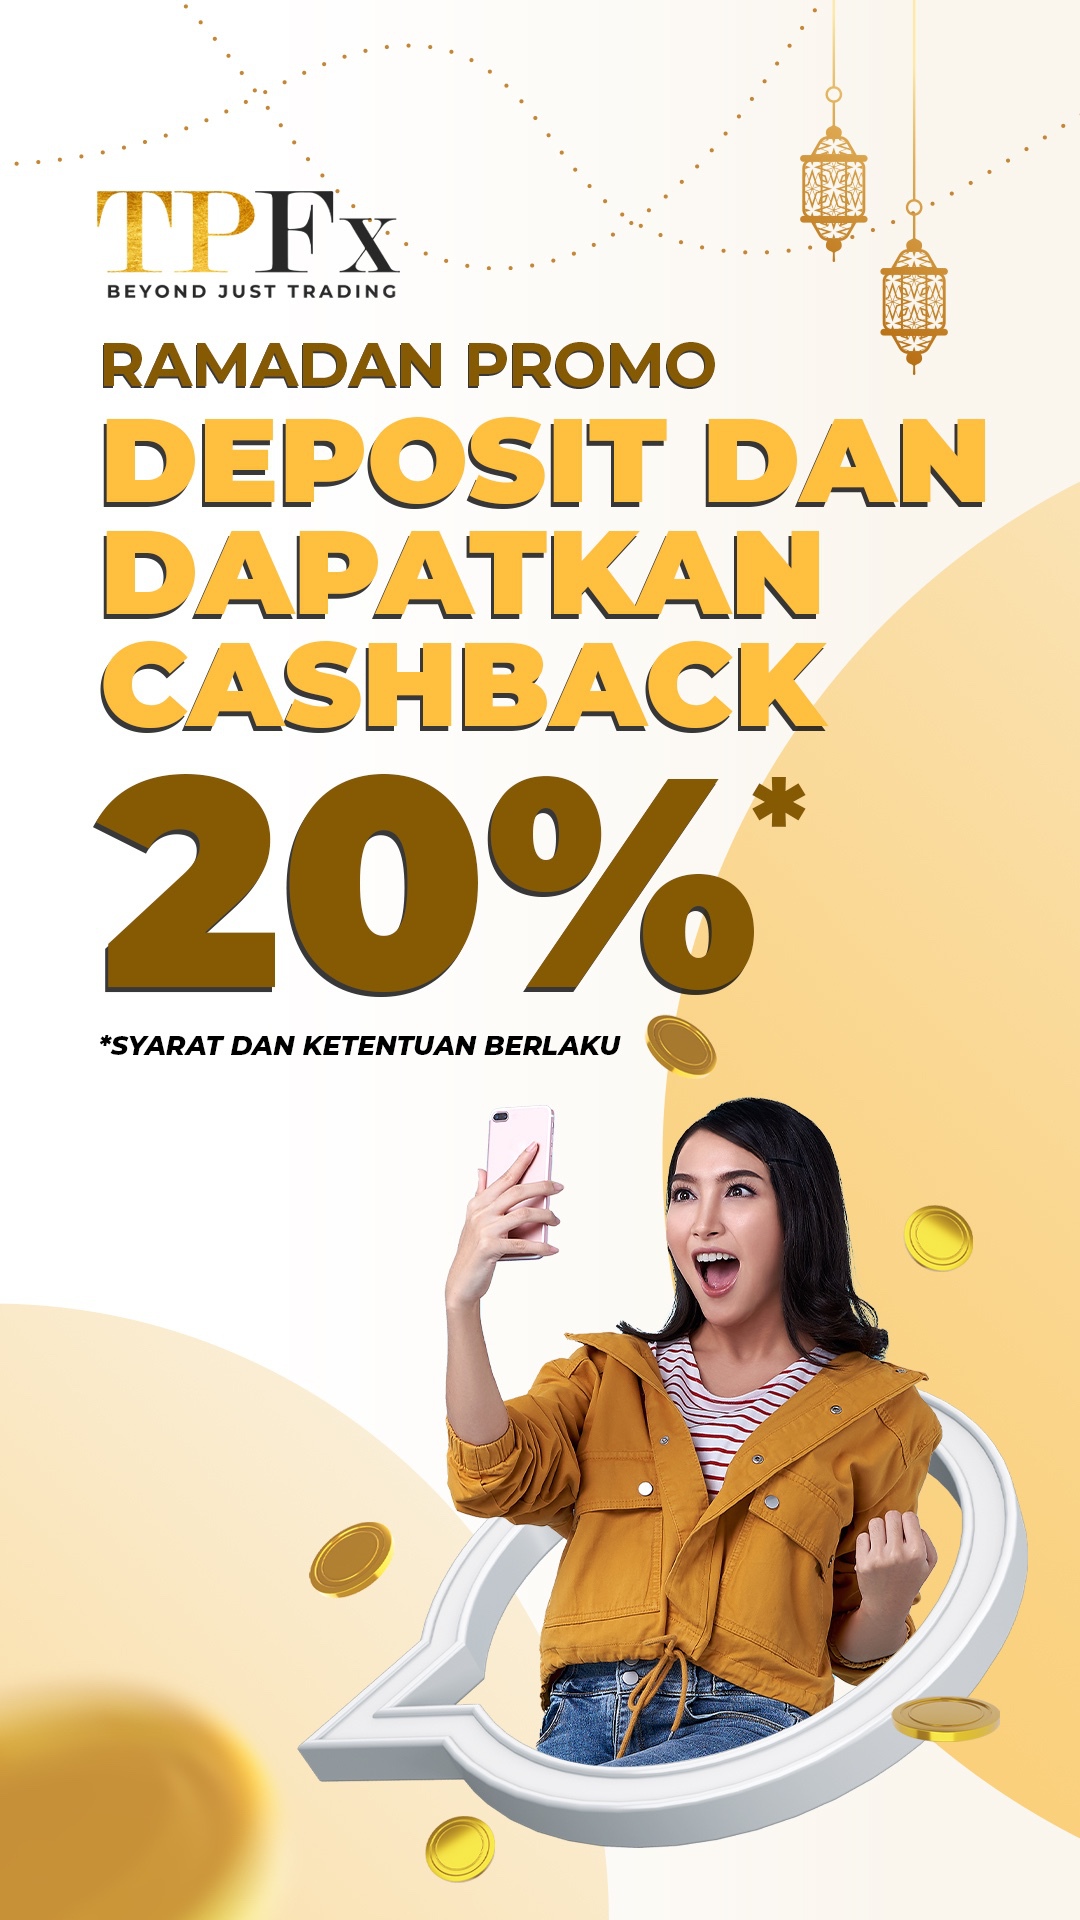 TPFx
BEYOND JUST TRADING
RAMADAN PROMO
DEPOSIT DAN
DAPATKAN
CASHBACK
20%*
*SYARAT DAN KETENTUAN BERLAKU